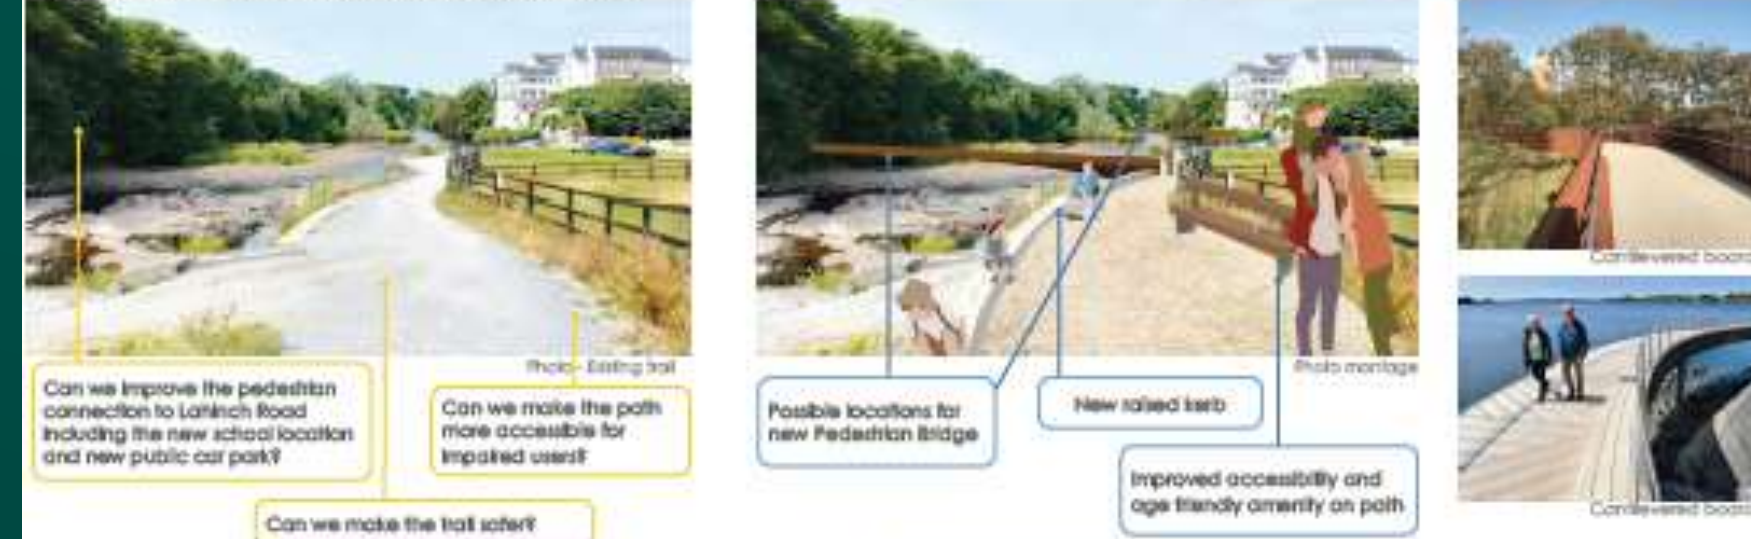 Photo - Existing trail
Can we improve the pedestrian
connection to Lahinch Road
including the new school location
and new public car park?
Can we make the path
more accessible for
impaired users?
Can we make the trail safer?
Photo montage
Possible locations for
new Pedestrian Bridge
New raised kerb
Improved accessibility and
age friendly amenity on path
Cantilevered
Cantilevered